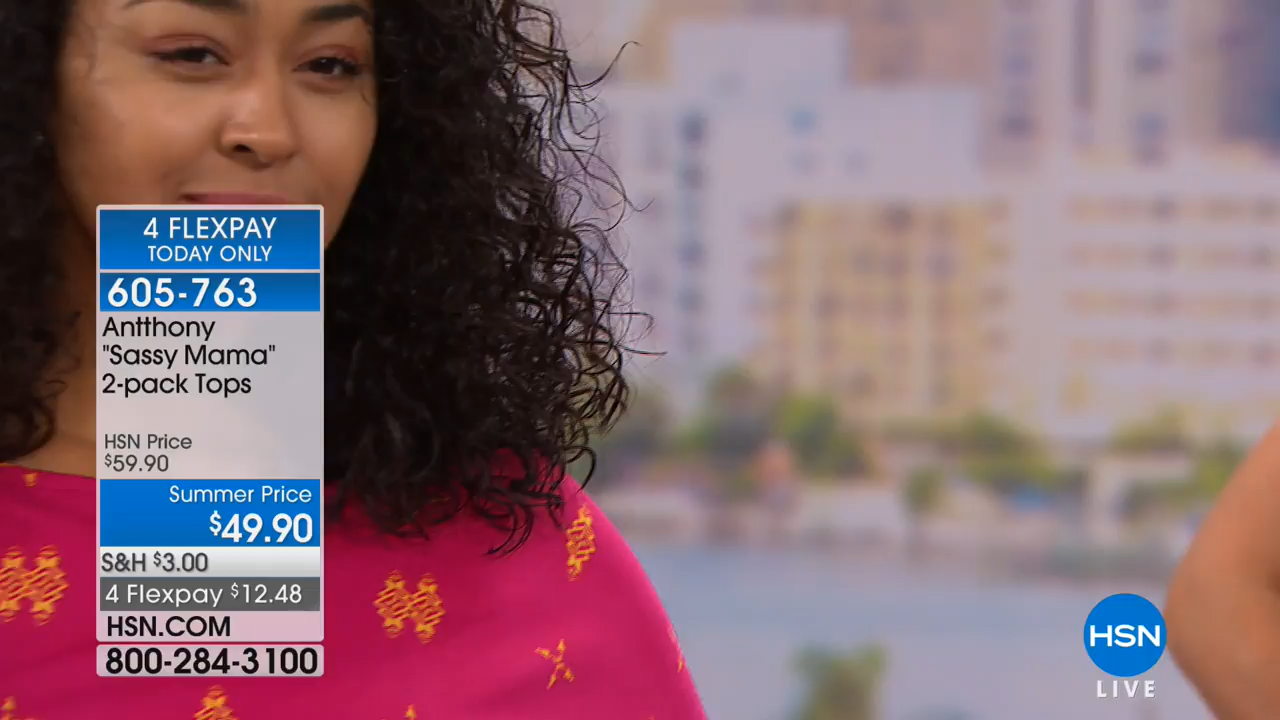 4 FLEXPAY
TODAY ONLY
605-763
Antthony
"Sassy Mama"
2-pack Tops
HSN Price
$59.90
Summer Price
$49.90
S&H $3.00
4 Flexpay $12.48
HSN.COM
800-284-3100
HSN
LIVE